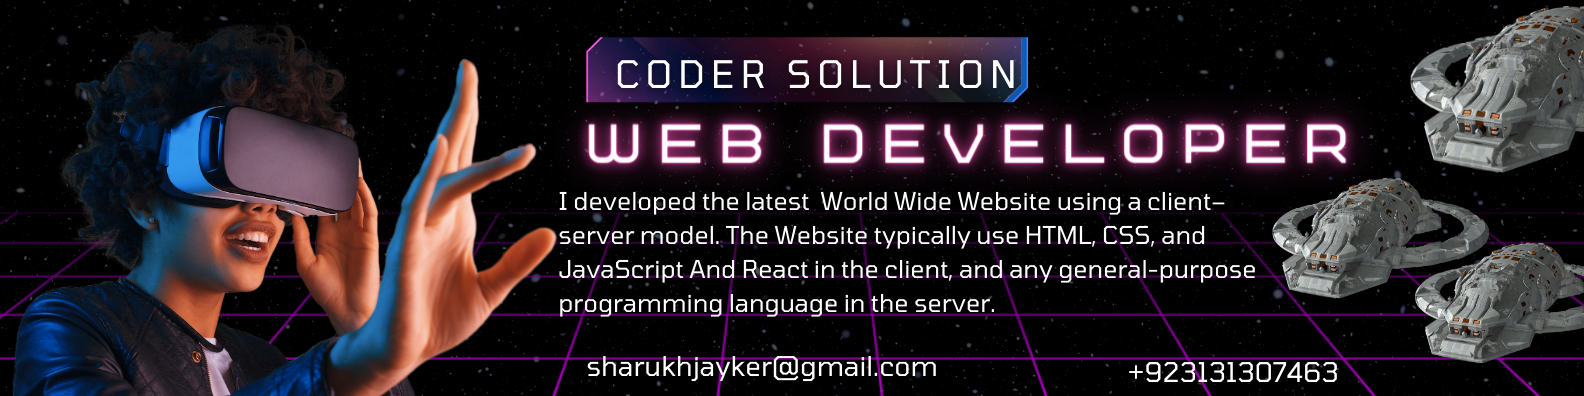 CODER SOLUTION
WEB DEVELOPER
I developed the latest  World Wide Website using a client–
server model. The Website typically use HTML, CSS, and
JavaScript And React in the client, and any general-purpose
programming language in the server.
sharukhjayker@gmail.com
+923131307463